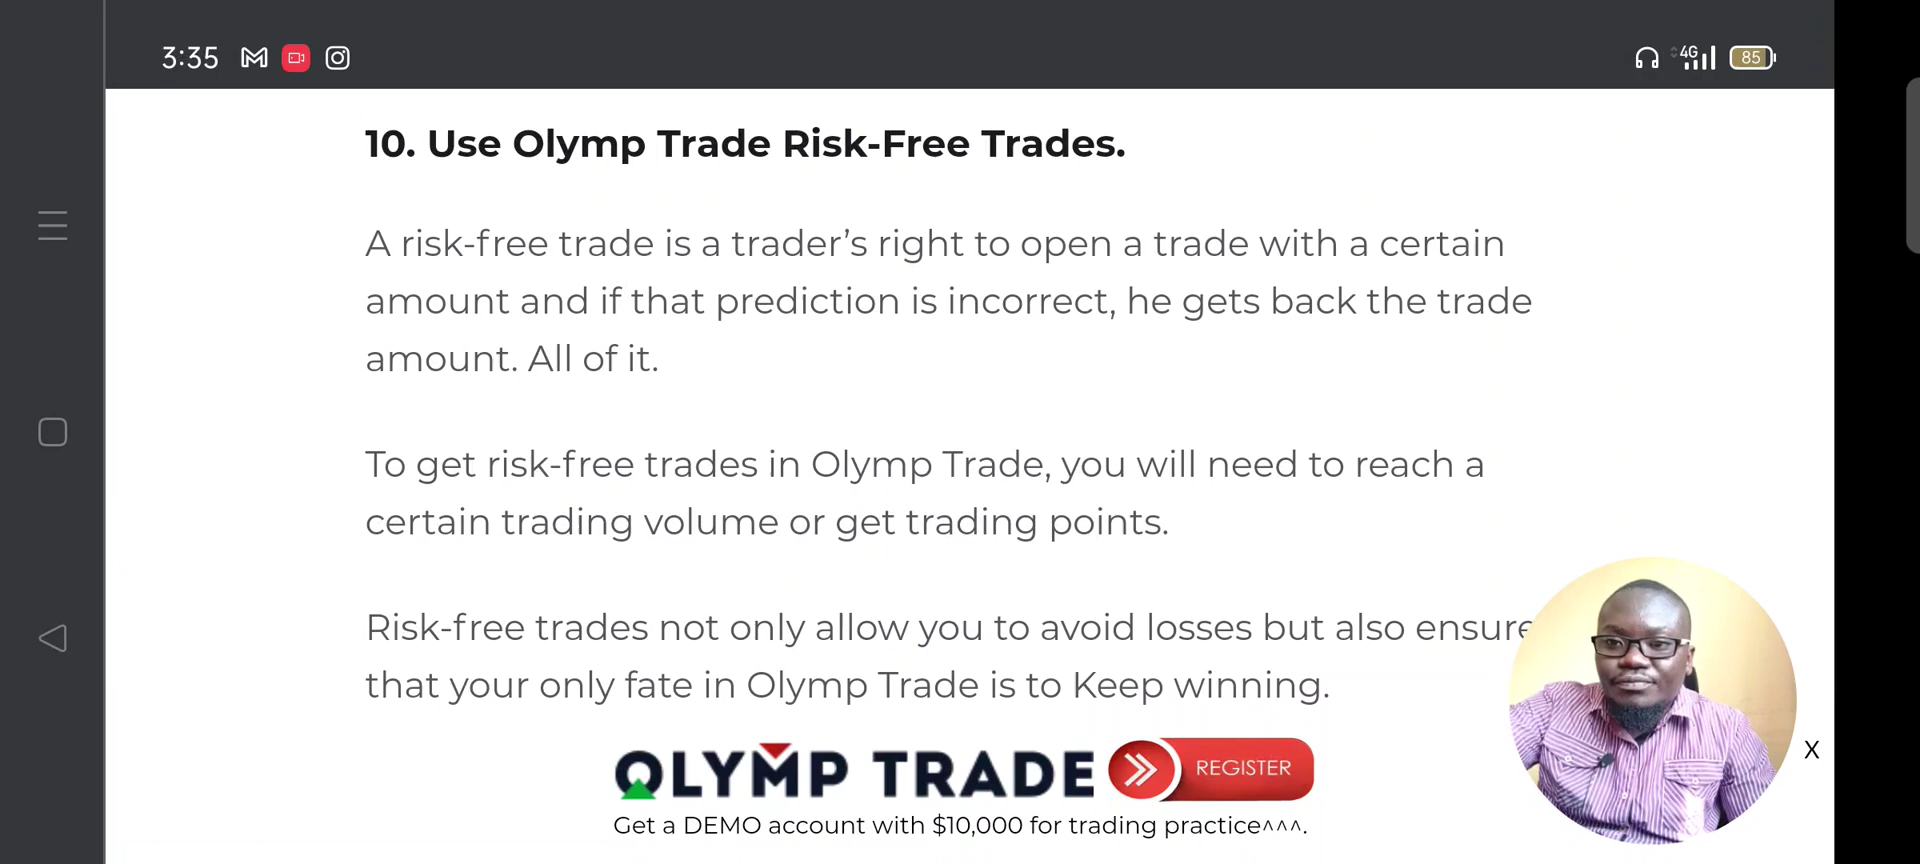 3:35
4G
85
10. Use Olymp Trade Risk-Free Trades.
A risk-free trade is a trader’s right to open a trade with a certain
amount and if that prediction is incorrect, he gets back the trade
amount. All of it.
To get risk-free trades in Olymp Trade, you will need to reach a
certain trading volume or get trading points.
Risk-free trades not only allow you to avoid losses but also ensure
that your only fate in Olymp Trade is to Keep winning.
OLYMP TRADE REGISTER
X
Get a DEMO account with $10,000 for trading practice^^^.